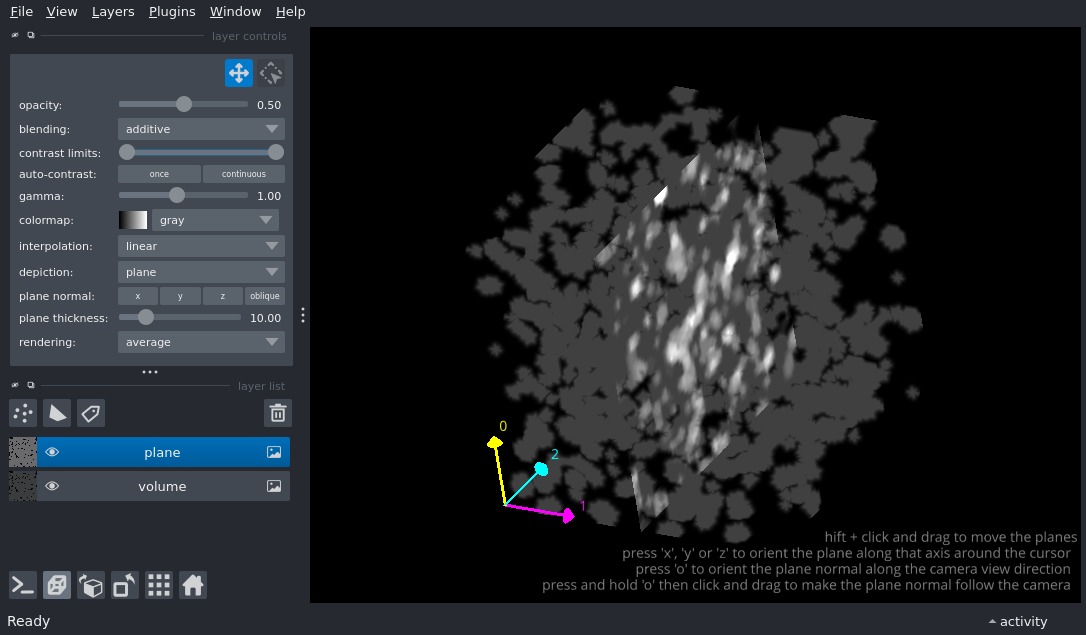 File View Layers Plugins Window Help
layer controls
opacity: 0.50
blending: additive
contrast limits:
auto-contrast: once continuous
gamma: 1.00
colormap: gray
interpolation: linear
depiction: plane
plane normal: x y z oblique
plane thickness: 10.00
rendering: average
layer list
plane
volume
0
2
1
hift + click and drag to move the planes
press 'x', 'y' or 'z' to orient the plane along that axis around the cursor
press 'o' to orient the plane normal along the camera view direction
press and hold 'o' then click and drag to make the plane normal follow the camera
Ready
activity